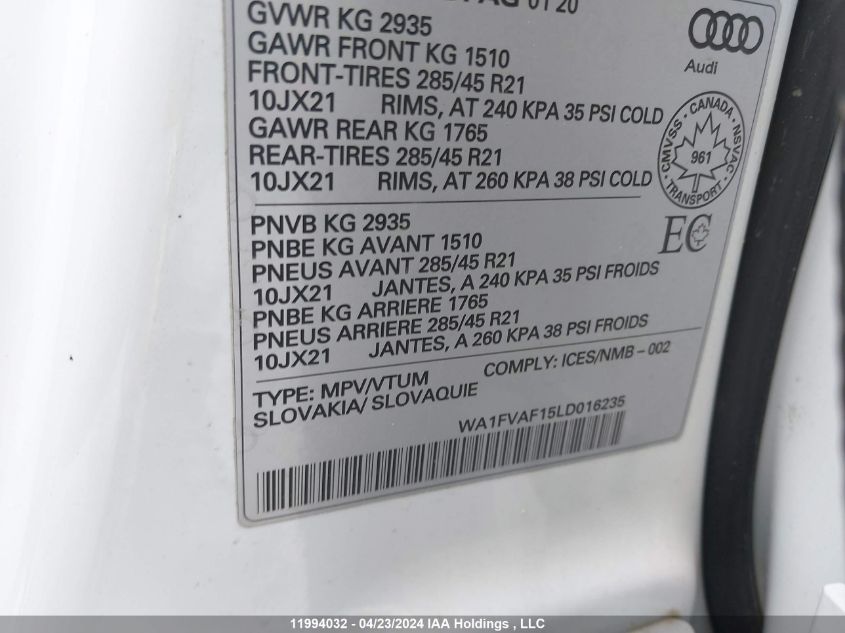 AG 01 20
GVWR KG 2935
GAWR FRONT KG 1510
FRONT-TIRES 285/45 R21
10JX21 RIMS, AT 240 KPA 35 PSI COLD
GAWR REAR KG 1765
REAR-TIRES 285/45 R21
10JX21 RIMS, AT 260 KPA 38 PSI COLD
Audi
CANADA
CMVSS NSVAC
961
TRANSPORT
EC
PNVB KG 2935
PNBE KG AVANT 1510
PNEUS AVANT 285/45 R21
10JX21 JANTES, A 240 KPA 35 PSI FROIDS
PNBE KG ARRIERE 1765
PNEUS ARRIERE 285/45 R21
10JX21 JANTES, A 260 KPA 38 PSI FROIDS
TYPE: MPV/VTUM COMPLY: ICES/NMB-002
SLOVAKIA/ SLOVAQUIE
WA1FVAF15LD016235
11994032 - 04/23/2024 IAA Holdings , LLC